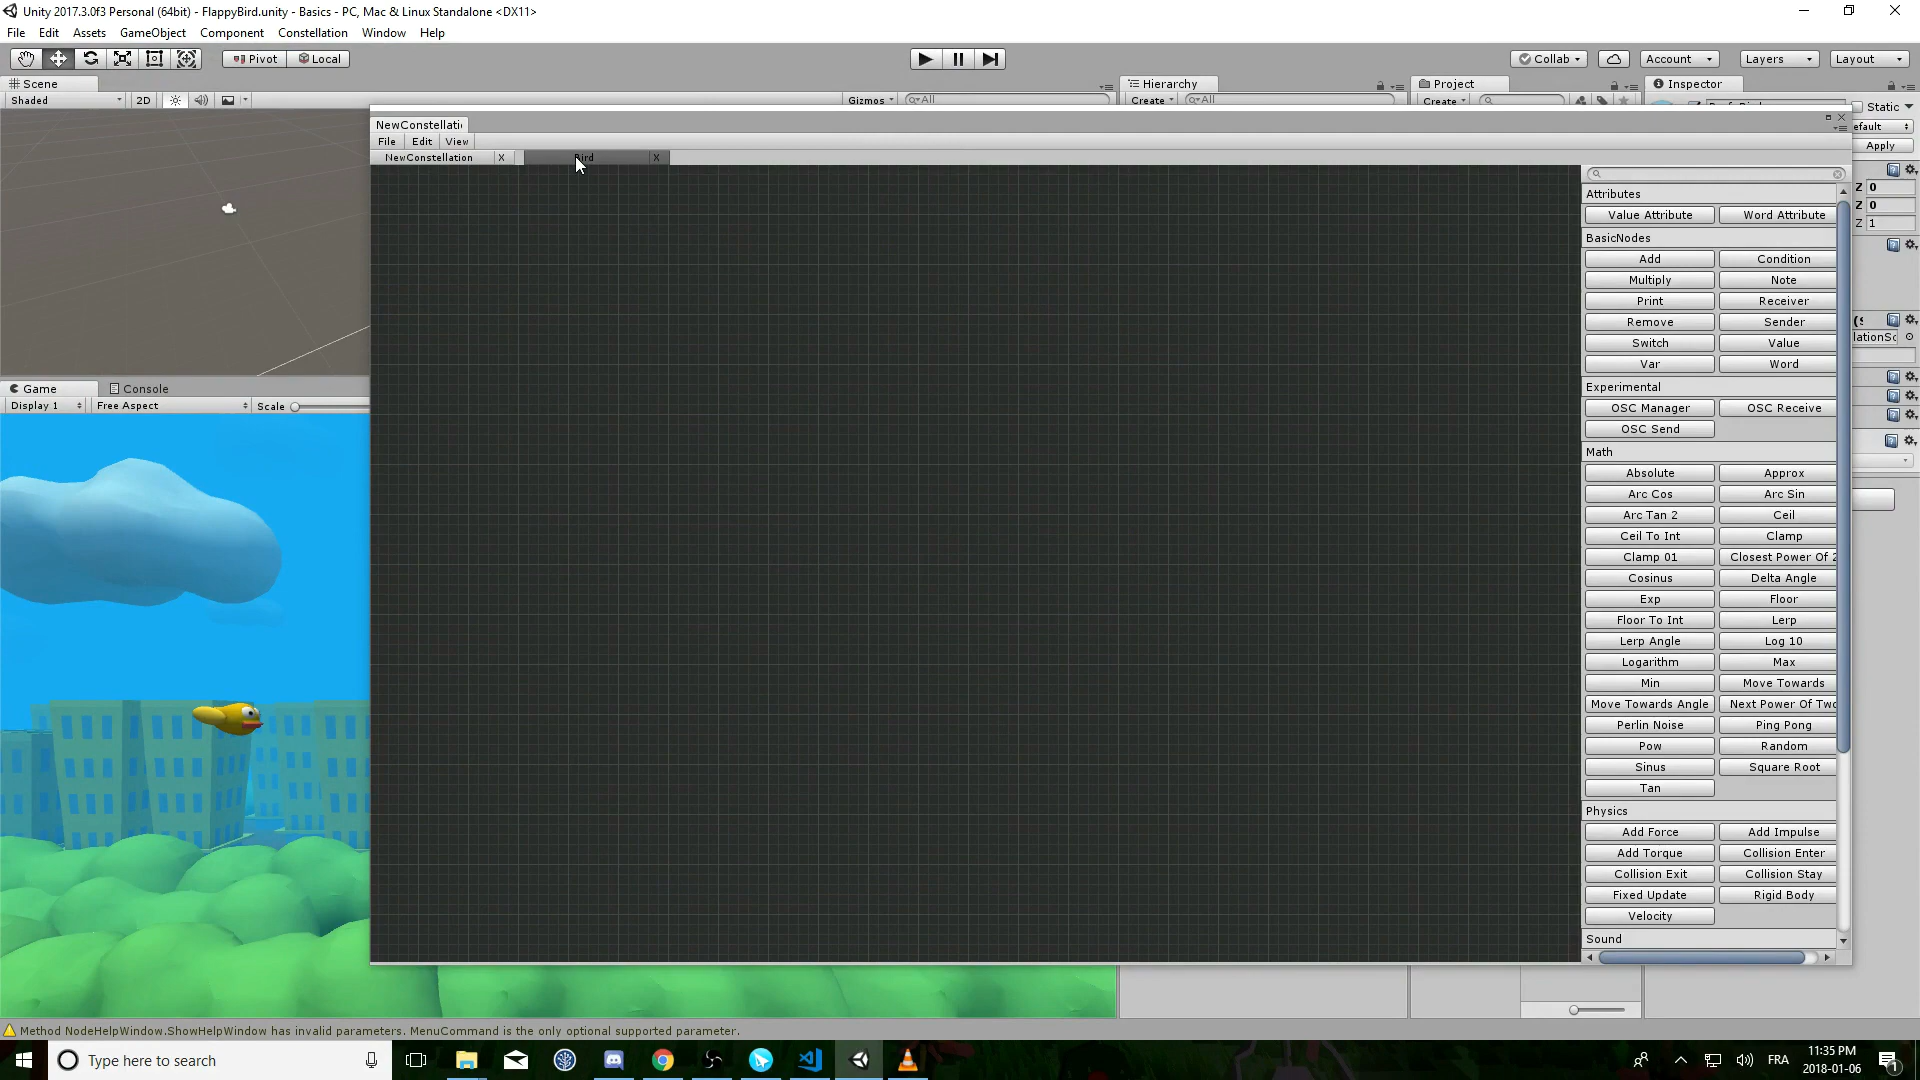 Unity 2017.3.0f3 Personal (64bit) - FlappyBird.unity - Basics - PC, Mac & Linux Standalone <DX11>
File Edit Assets GameObject Component Constellation Window Help
Pivot Local Collab Account Layers Layout
Scene Hierarchy Project Inspector
Shaded 2D Gizmos All Create All Create Static
NewConstellati
efault
File Edit View
Apply
NewConstellation X Bird X
Attributes
Value Attribute Word Attribute
Z 0
Z 0
Z 1
BasicNodes
Add Condition
Multiply Note
Print Receiver
Remove Sender
Switch Value
Var Word
lationSc
Experimental
OSC Manager OSC Receive
OSC Send
Math
Absolute Approx
Arc Cos Arc Sin
Arc Tan 2 Ceil
Ceil To Int Clamp
Clamp 01 Closest Power Of 2
Cosinus Delta Angle
Exp Floor
Floor To Int Lerp
Lerp Angle Log 10
Logarithm Max
Min Move Towards
Move Towards Angle Next Power Of Two
Perlin Noise Ping Pong
Pow Random
Sinus Square Root
Tan
Physics
Add Force Add Impulse
Add Torque Collision Enter
Collision Exit Collision Stay
Fixed Update Rigid Body
Velocity
Sound
Game Console
Display 1 Free Aspect Scale
Method NodeHelpWindow.ShowHelpWindow has invalid parameters. MenuCommand is the only optional supported parameter.
Type here to search
FRA
11:35 PM
2018-01-06
1